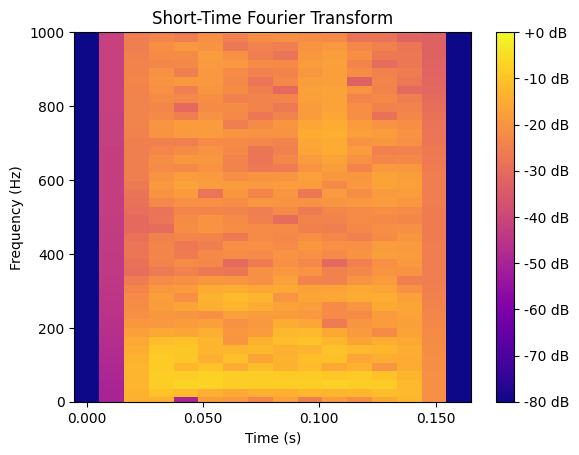 Short-Time Fourier Transform
1000
800
600
400
200
0
Frequency (Hz)
0.000
0.050
0.100
0.150
Time (s)
+0 dB
-10 dB
-20 dB
-30 dB
-40 dB
-50 dB
-60 dB
-70 dB
-80 dB